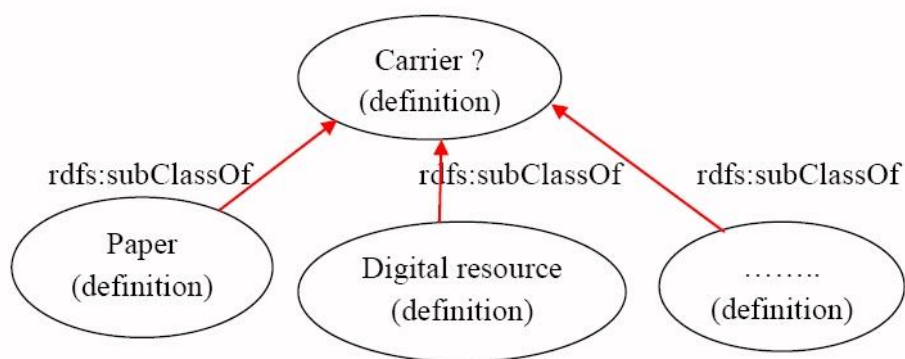 Carrier ?
(definition)
rdfs:subClassOf
rdfs:subClassOf
rdfs:subClassOf
Paper
(definition)
Digital resource
(definition)
……..
(definition)